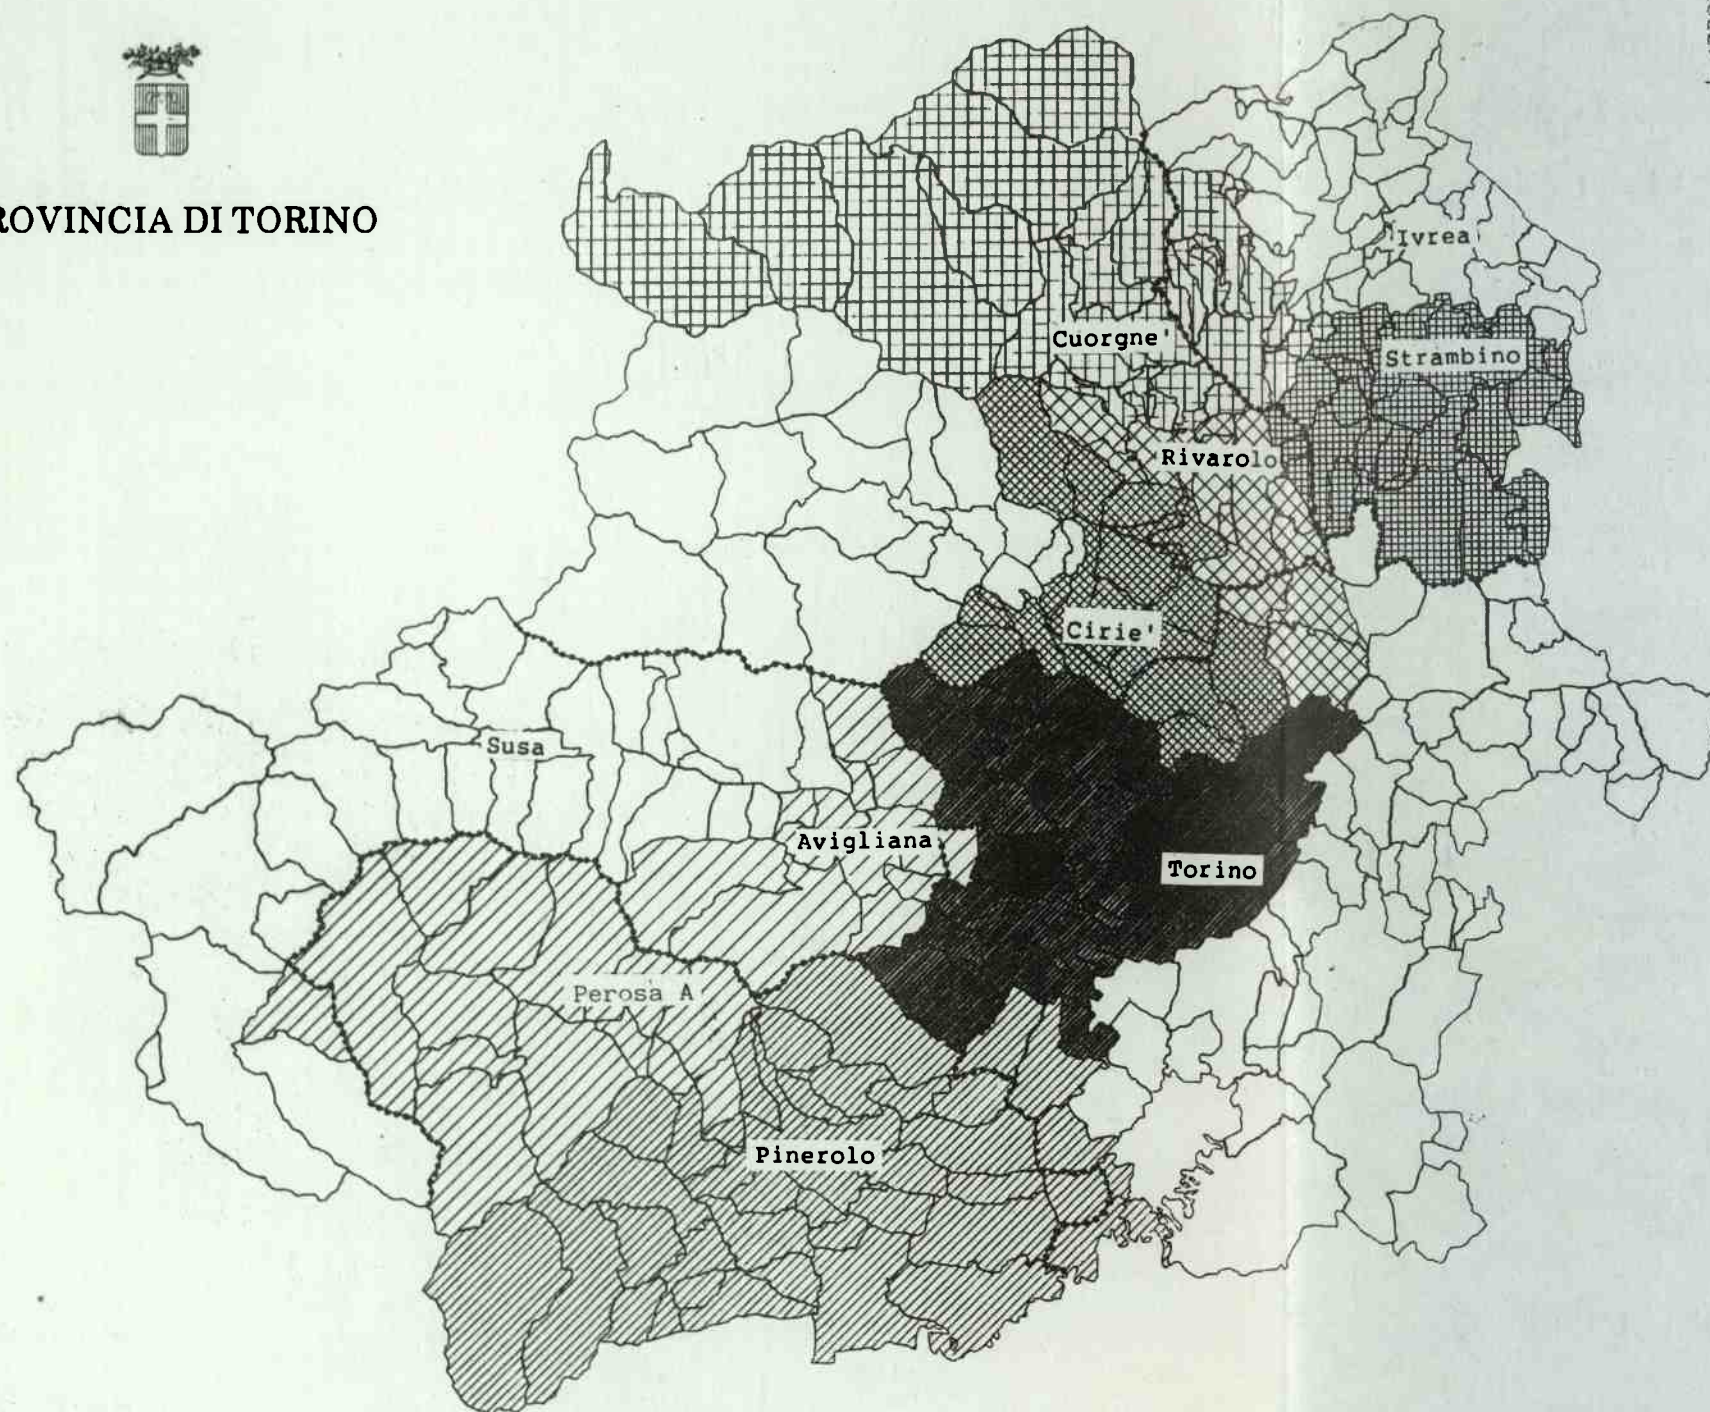 ROVINCIA DI TORINO
Ivrea
Cuorgne'
Strambino
Rivarolo
Cirie'
Susa
Avigliana
Torino
Perosa A
Pinerolo